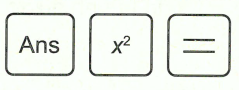 Ans x² =